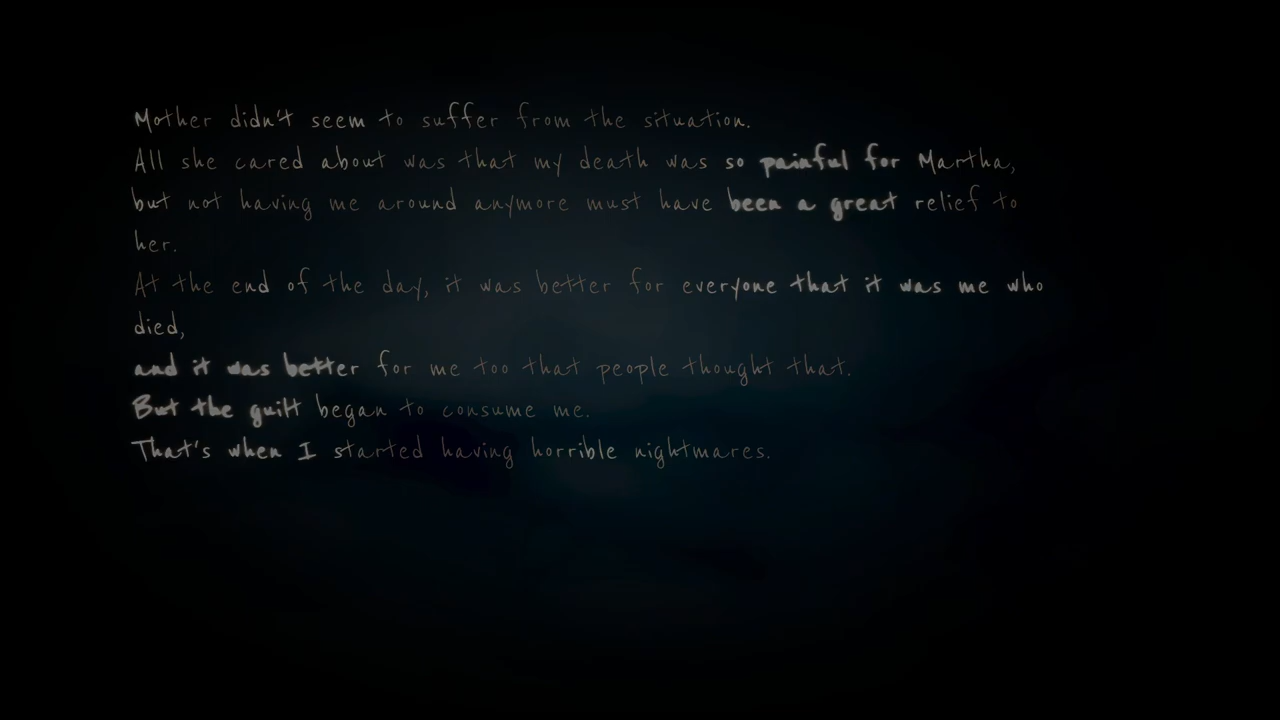 Mother didn't seem to suffer from the situation.
All she cared about was that my death was so painful for Martha,
but not having me around anymore must have been a great relief to
her.
At the end of the day, it was better for everyone that it was me who
died,
and it was better for me too that people thought that.
But the guilt began to consume me.
That's when I started having horrible nightmares.